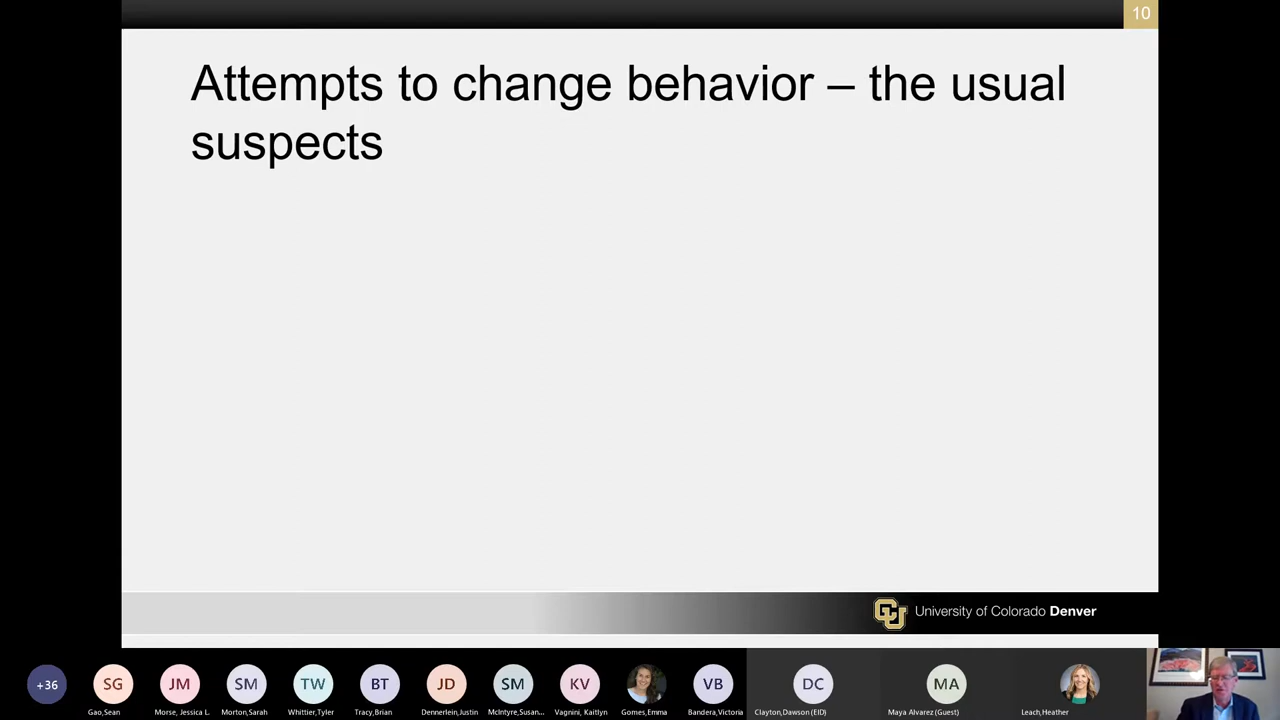 10
Attempts to change behavior – the usual
suspects
CU University of Colorado Denver
+36
SG
JM
SM
TW
BT
JD
SM
KV
VB
DC
MA
Gao,Sean
Morse, Jessica L.
Morton,Sarah
Whittier,Tyler
Tracy,Brian
Dennerlein,Justin
McIntyre,Susan...
Vagnini, Kaitlyn
Gomes,Emma
Bandera,Victoria
Clayton,Dawson (EID)
Maya Alvarez (Guest)
Leach,Heather